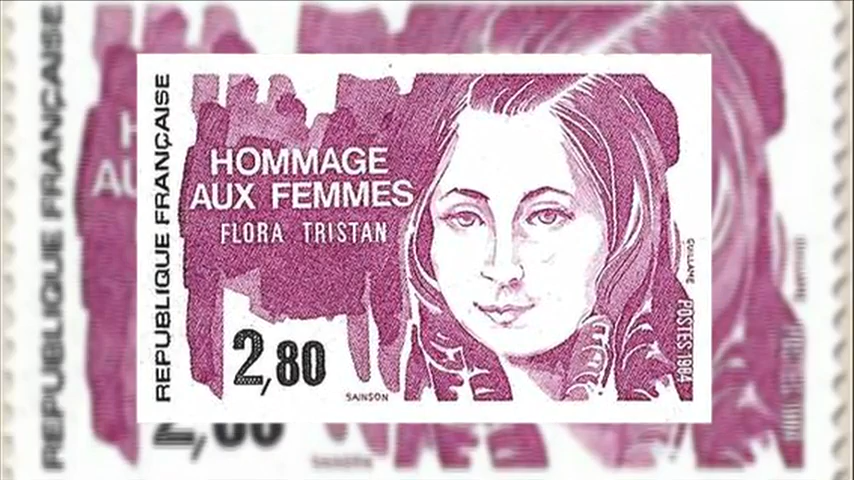 REPUBLIQUE FRANÇAISE
HOMMAGE
AUX FEMMES
FLORA TRISTAN
2,80
SAINSON
GUILLAME
POSTES 1984